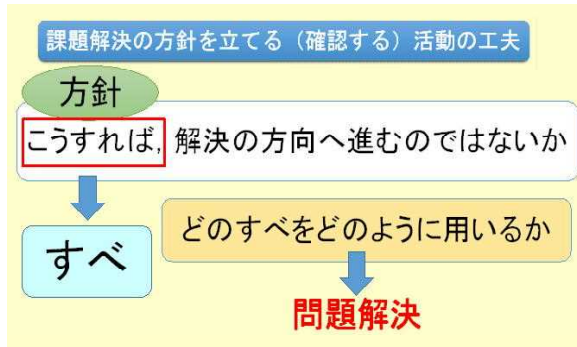 課題解決の方針を立てる（確認する）活動の工夫
方針
こうすれば，解決の方向へ進むのではないか
すべ
どのすべをどのように用いるか
問題解決